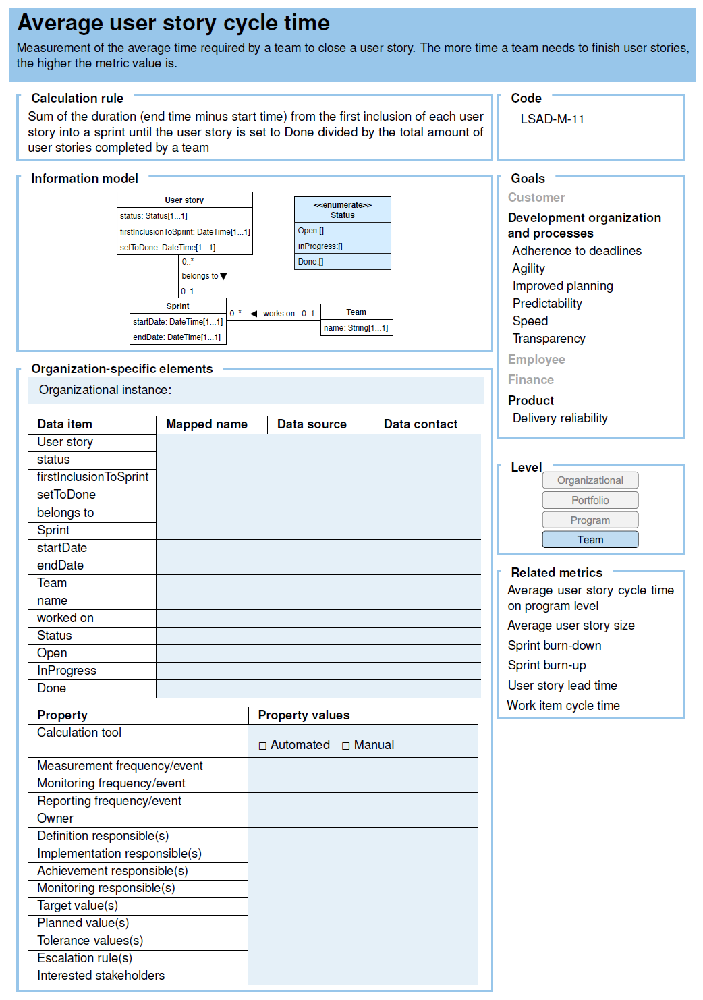 Average user story cycle time
Measurement of the average time required by a team to close a user story. The more time a team needs to finish user stories,
the higher the metric value is.
Calculation rule
Sum of the duration (end time minus start time) from the first inclusion of each user
story into a sprint until the user story is set to Done divided by the total amount of
user stories completed by a team
Code
LSAD-M-11
Information model
User story
status: Status[1...1]
firstInclusionToSprint: DateTime[1...1]
setToDone: DateTime[1...1]
<<enumerate>>
Status
Open:[]
InProgress:[]
Done:[]
0..*
belongs to ▼
0..1
Sprint
startDate: DateTime[1...1]
endDate: DateTime[1...1]
0..* ◀ works on 0..1
Team
name: String[1...1]
Goals
Customer
Development organization
and processes
Adherence to deadlines
Agility
Improved planning
Predictability
Speed
Transparency
Employee
Finance
Product
Delivery reliability
Organization-specific elements
Organizational instance:
Data item Mapped name Data source Data contact
User story
status
firstInclusionToSprint
setToDone
belongs to
Sprint
startDate
endDate
Team
name
worked on
Status
Open
InProgress
Done
Property Property values
Calculation tool
☐ Automated ☐ Manual
Measurement frequency/event
Monitoring frequency/event
Reporting frequency/event
Owner
Definition responsible(s)
Implementation responsible(s)
Achievement responsible(s)
Monitoring responsible(s)
Target value(s)
Planned value(s)
Tolerance values(s)
Escalation rule(s)
Interested stakeholders
Level
Organizational
Portfolio
Program
Team
Related metrics
Average user story cycle time
on program level
Average user story size
Sprint burn-down
Sprint burn-up
User story lead time
Work item cycle time